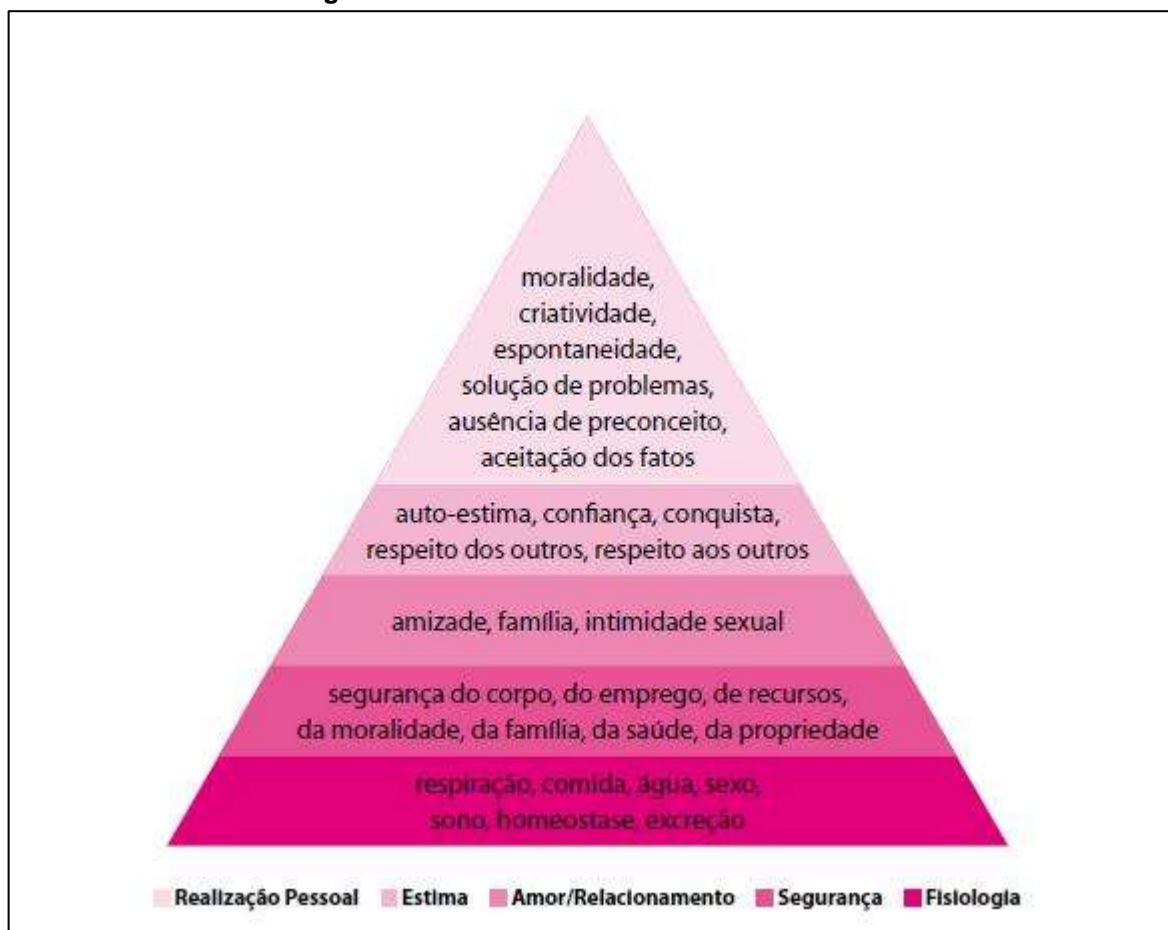 moralidade,
criatividade,
espontaneidade,
solução de problemas,
ausência de preconceito,
aceitação dos fatos
auto-estima, confiança, conquista,
respeito dos outros, respeito aos outros
amizade, família, intimidade sexual
segurança do corpo, do emprego, de recursos,
da moralidade, da família, da saúde, da propriedade
respiração, comida, água, sexo,
sono, homeostase, excreção
Realização Pessoal Estima Amor/Relacionamento Segurança Fisiologia